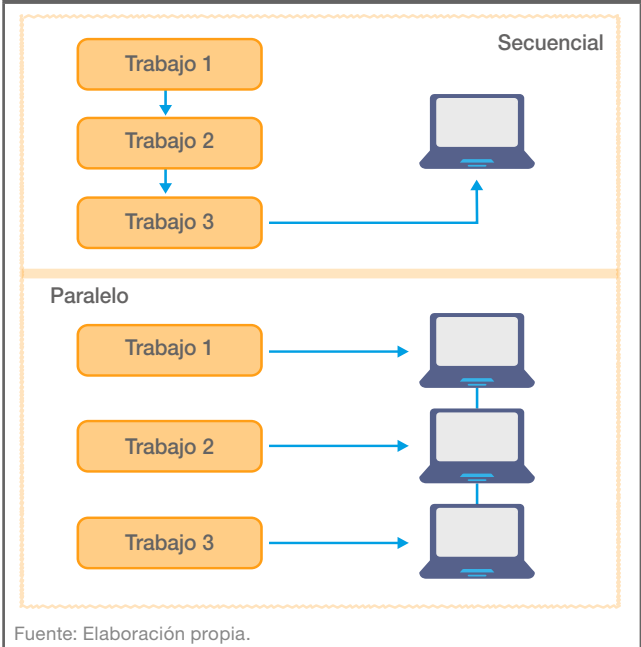 Secuencial
Trabajo 1
Trabajo 2
Trabajo 3
Paralelo
Trabajo 1
Trabajo 2
Trabajo 3
Fuente: Elaboración propia.